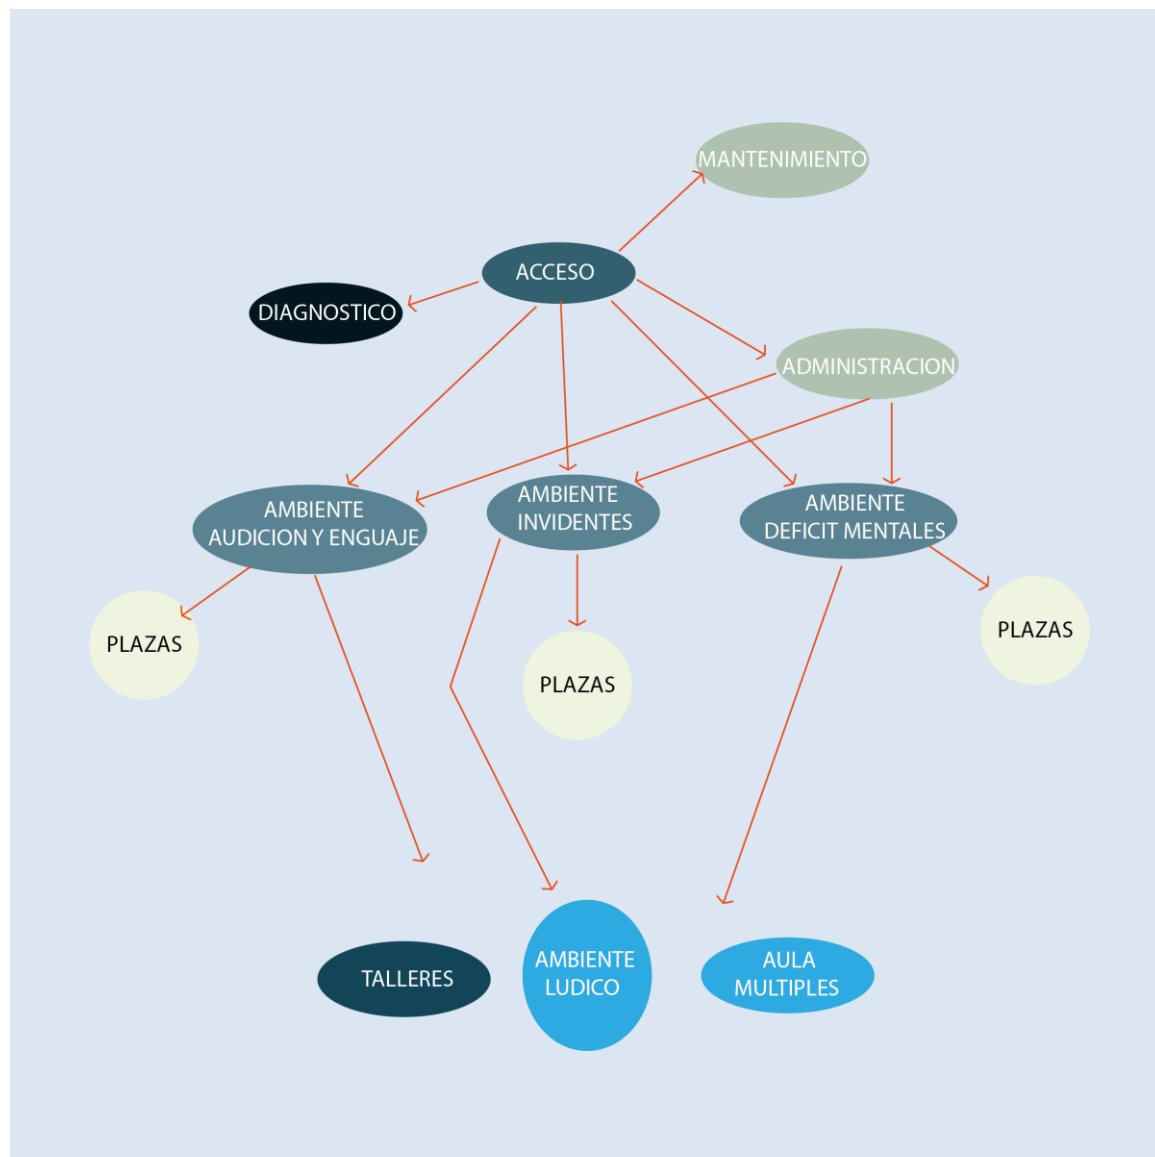 MANTENIMIENTO
ACCESO
DIAGNOSTICO
ADMINISTRACION
AMBIENTE
AUDICION Y ENGUAJE
AMBIENTE
INVIDENTES
AMBIENTE
DEFICIT MENTALES
PLAZAS
PLAZAS
PLAZAS
TALLERES
AMBIENTE
LUDICO
AULA
MULTIPLES